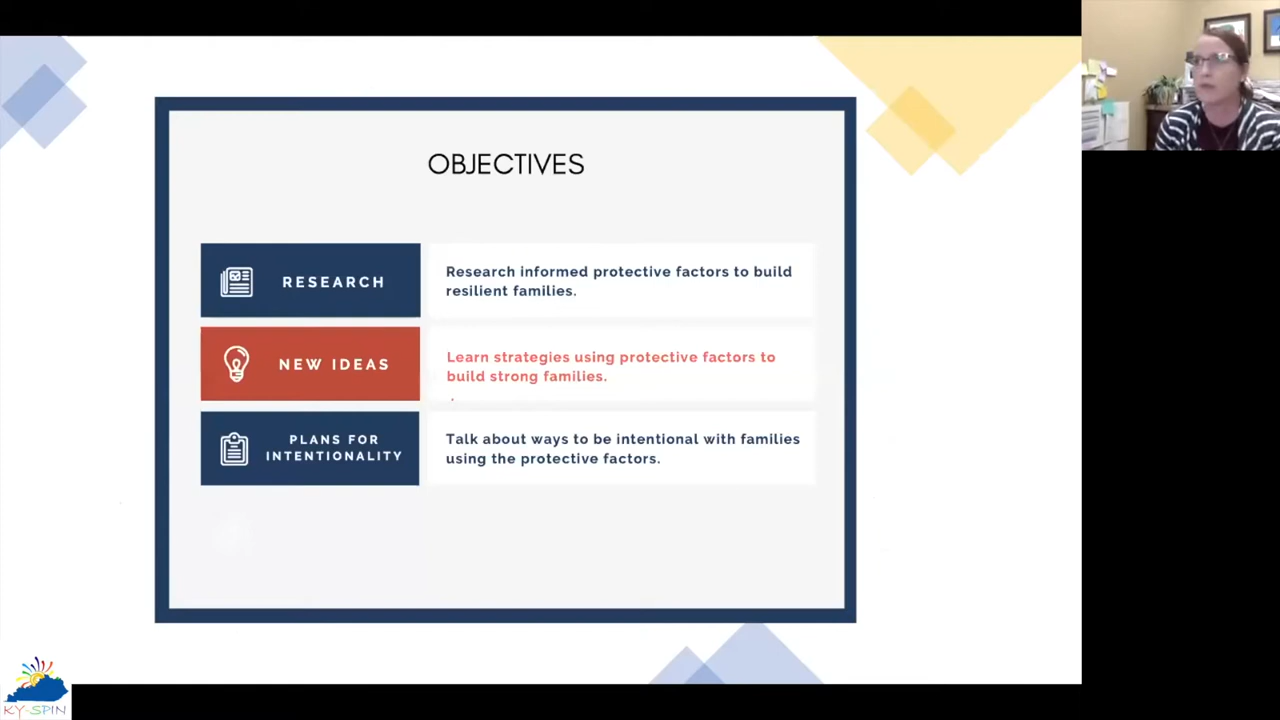 OBJECTIVES
RESEARCH
Research informed protective factors to build
resilient families.
NEW IDEAS
Learn strategies using protective factors to
build strong families.
PLANS FOR
INTENTIONALITY
Talk about ways to be intentional with families
using the protective factors.
KY-SPIN